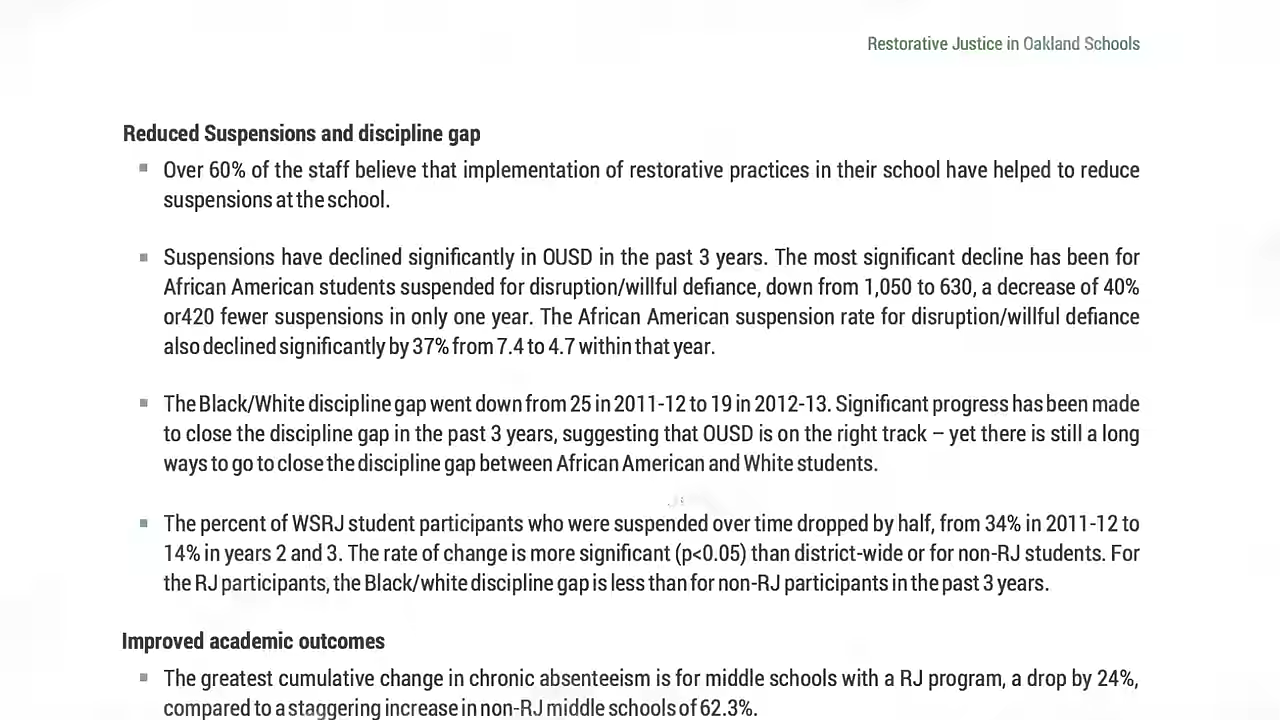 Restorative Justice in Oakland Schools
Reduced Suspensions and discipline gap
Over 60% of the staff believe that implementation of restorative practices in their school have helped to reduce
suspensions at the school.
Suspensions have declined significantly in OUSD in the past 3 years. The most significant decline has been for
African American students suspended for disruption/willful defiance, down from 1,050 to 630, a decrease of 40%
or420 fewer suspensions in only one year. The African American suspension rate for disruption/willful defiance
also declined significantly by 37% from 7.4 to 4.7 within that year.
The Black/White discipline gap went down from 25 in 2011-12 to 19 in 2012-13. Significant progress has been made
to close the discipline gap in the past 3 years, suggesting that OUSD is on the right track – yet there is still a long
ways to go to close the discipline gap between African American and White students.
The percent of WSRJ student participants who were suspended over time dropped by half, from 34% in 2011-12 to
14% in years 2 and 3. The rate of change is more significant (p<0.05) than district-wide or for non-RJ students. For
the RJ participants, the Black/white discipline gap is less than for non-RJ participants in the past 3 years.
Improved academic outcomes
The greatest cumulative change in chronic absenteeism is for middle schools with a RJ program, a drop by 24%,
compared to a staggering increase in non-RJ middle schools of 62.3%.